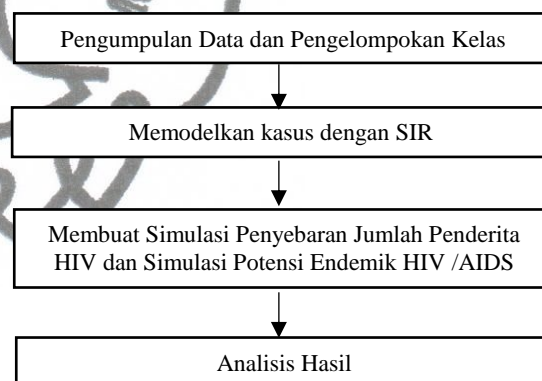 Pengumpulan Data dan Pengelompokan Kelas
Memodelkan kasus dengan SIR
Membuat Simulasi Penyebaran Jumlah Penderita
HIV dan Simulasi Potensi Endemik HIV /AIDS
Analisis Hasil